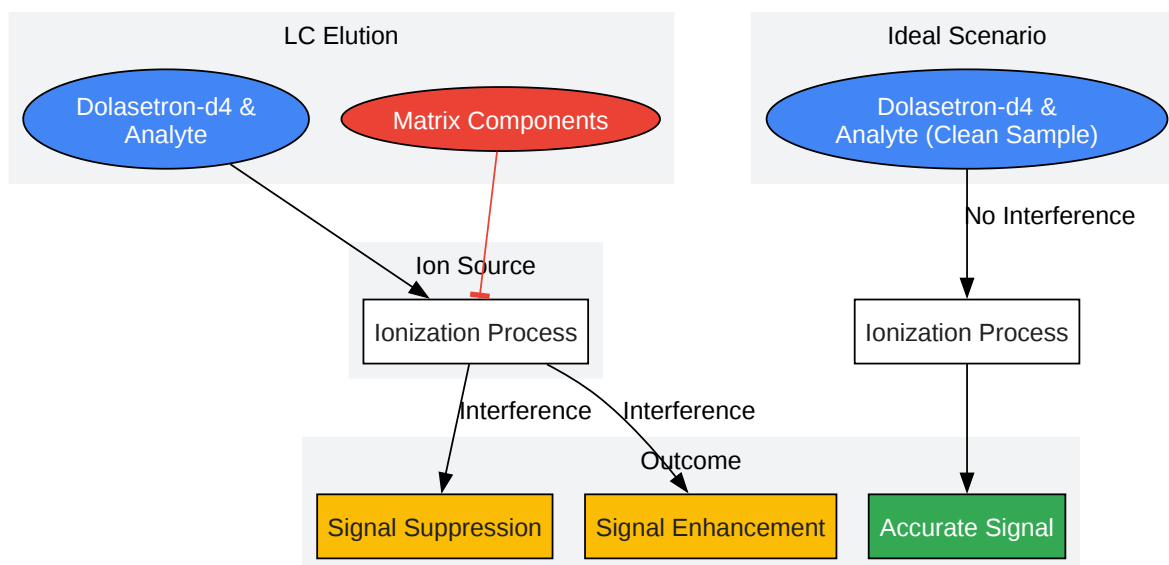 LC Elution
Ideal Scenario
Dolasetron-d4 &
Analyte
Matrix Components
Dolasetron-d4 &
Analyte (Clean Sample)
No Interference
Ion Source
Ionization Process
Ionization Process
Interference
Interference
Outcome
Signal Suppression
Signal Enhancement
Accurate Signal